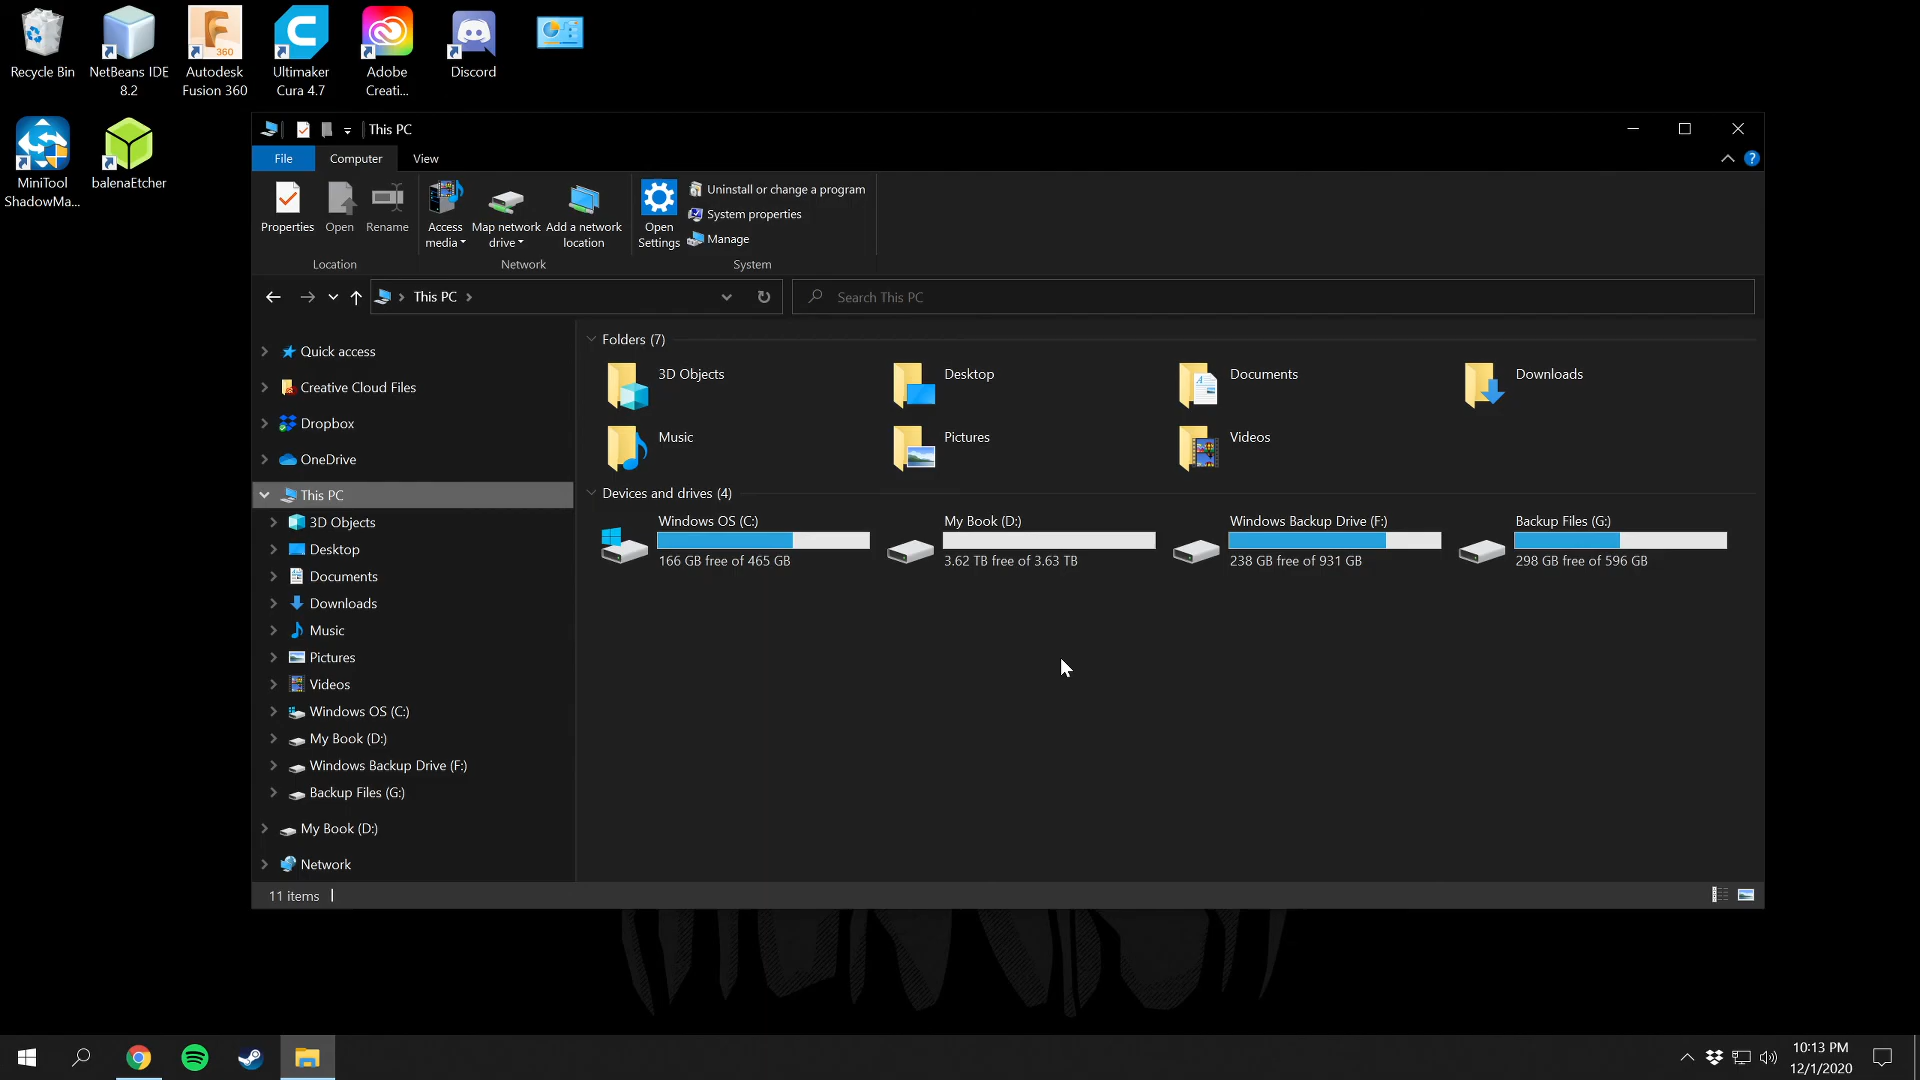 Recycle Bin
NetBeans IDE
8.2
Autodesk
Fusion 360
Ultimaker
Cura 4.7
Adobe
Creati...
Discord
360
MiniTool
ShadowMa...
balenaEtcher
This PC
File
Computer
View
Properties
Open
Rename
Access
media
Map network
drive
Add a network
location
Open
Settings
Uninstall or change a program
System properties
Manage
Location
Network
System
This PC
Search This PC
Quick access
Creative Cloud Files
Dropbox
OneDrive
This PC
3D Objects
Desktop
Documents
Downloads
Music
Pictures
Videos
Windows OS (C:)
My Book (D:)
Windows Backup Drive (F:)
Backup Files (G:)
My Book (D:)
Network
Folders (7)
3D Objects
Desktop
Documents
Downloads
Music
Pictures
Videos
Devices and drives (4)
Windows OS (C:)
166 GB free of 465 GB
My Book (D:)
3.62 TB free of 3.63 TB
Windows Backup Drive (F:)
238 GB free of 931 GB
Backup Files (G:)
298 GB free of 596 GB
11 items
10:13 PM
12/1/2020